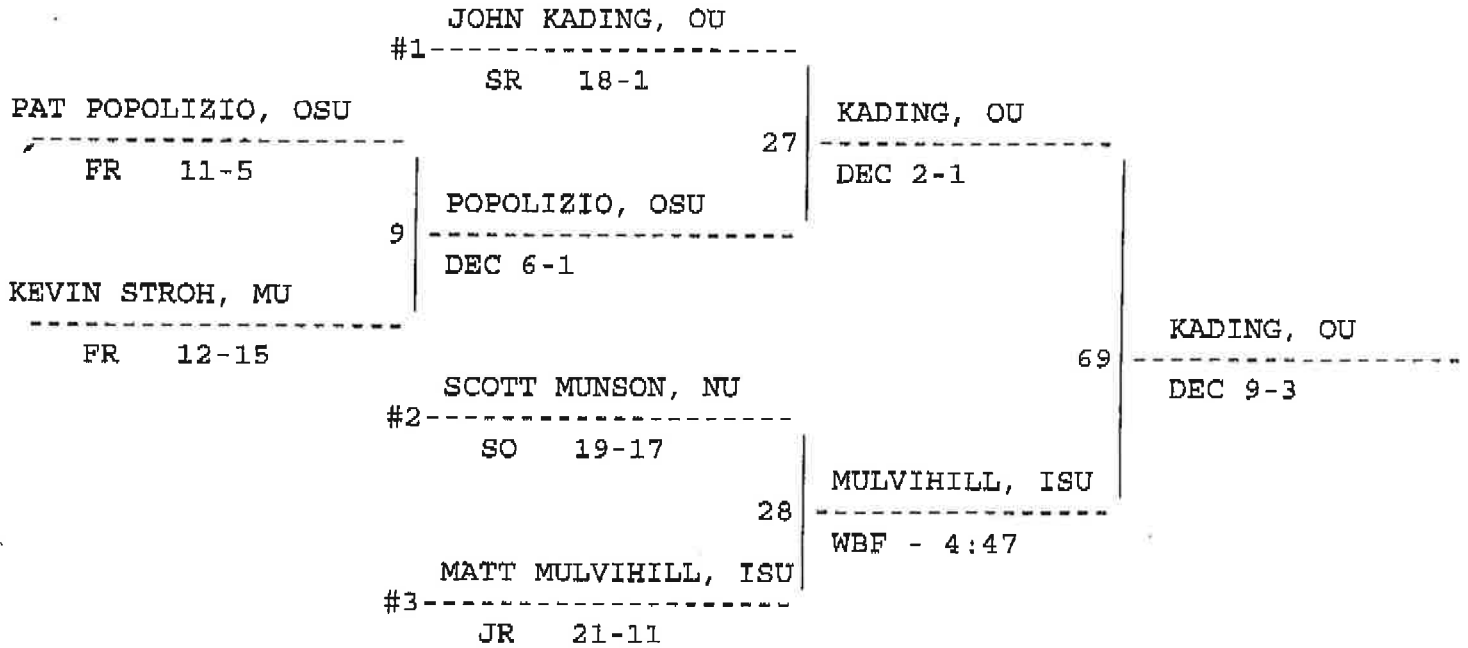 JOHN KADING, OU
#1
SR 18-1
PAT POPOLIZIO, OSU
FR 11-5
27
KADING, OU
DEC 2-1
9
POPOLIZIO, OSU
DEC 6-1
KEVIN STROH, MU
FR 12-15
69
KADING, OU
DEC 9-3
SCOTT MUNSON, NU
#2
SO 19-17
28
MULVIHILL, ISU
WBF - 4:47
MATT MULVIHILL, ISU
#3
JR 21-11